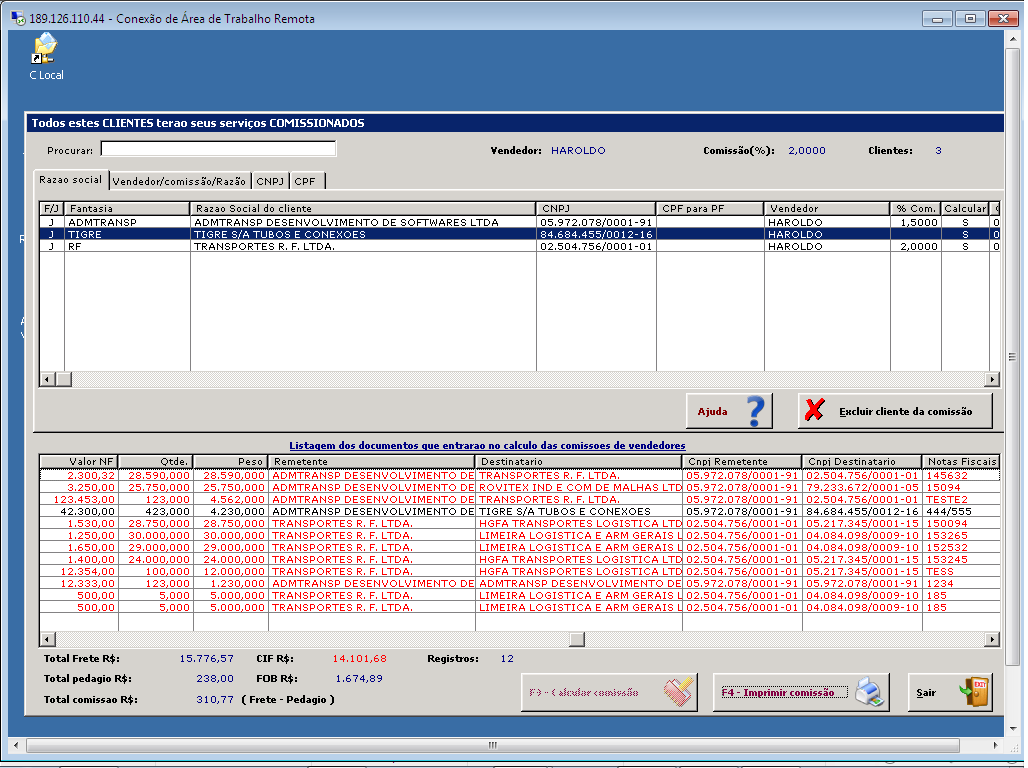 189.126.110.44 - Conexão de Área de Trabalho Remota
C Local
Todos estes CLIENTES terao seus serviços COMISSIONADOS
Procurar: Vendedor: HAROLDO Comissão(%): 2,0000 Clientes: 3
Razao social Vendedor/comissão/Razão CNPJ CPF
F/J Fantasia Razao Social do cliente CNPJ CPF para PF Vendedor % Com. Calcular
J ADMTRANSP ADMTRANSP DESENVOLVIMENTO DE SOFTWARES LTDA 05.972.078/0001-91 HAROLDO 1,5000 S 0
J TIGRE TIGRE S/A TUBOS E CONEXOES 84.684.455/0012-16 HAROLDO S 0
J RF TRANSPORTES R. F. LTDA. 02.504.756/0001-01 HAROLDO 2,0000 S 0
Ajuda ? Excluir cliente da comissão
Listagem dos documentos que entrarao no calculo das comissoes de vendedores
Valor NF Qtde. Peso Remetente Destinatario Cnpj Remetente Cnpj Destinatario Notas Fiscais
2.300,32 28.590,000 28.590,000 ADMTRANSP DESENVOLVIMENTO DE TRANSPORTES R. F. LTDA. 05.972.078/0001-91 02.504.756/0001-01 145632
3.250,00 25.750,000 25.750,000 ADMTRANSP DESENVOLVIMENTO DE ROVITEX IND E COM DE MALHAS LTD 05.972.078/0001-91 79.233.672/0001-05 15094
123.453,00 123,000 4.562,000 ADMTRANSP DESENVOLVIMENTO DE TRANSPORTES R. F. LTDA. 05.972.078/0001-91 02.504.756/0001-01 TESTE2
42.300,00 423,000 4.230,000 ADMTRANSP DESENVOLVIMENTO DE TIGRE S/A TUBOS E CONEXOES 05.972.078/0001-91 84.684.455/0012-16 444/555
1.530,00 28.750,000 28.750,000 TRANSPORTES R. F. LTDA. HGFA TRANSPORTES LOGISTICA LTD 02.504.756/0001-01 05.217.345/0001-15 150094
1.250,00 30.000,000 30.000,000 TRANSPORTES R. F. LTDA. LIMEIRA LOGISTICA E ARM GERAIS L 02.504.756/0001-01 04.084.098/0009-10 153265
1.650,00 29.000,000 29.000,000 TRANSPORTES R. F. LTDA. LIMEIRA LOGISTICA E ARM GERAIS L 02.504.756/0001-01 04.084.098/0009-10 152532
1.400,00 24.000,000 24.000,000 TRANSPORTES R. F. LTDA. HGFA TRANSPORTES LOGISTICA LTD 02.504.756/0001-01 05.217.345/0001-15 153245
12.354,00 100,000 12.000,000 TRANSPORTES R. F. LTDA. HGFA TRANSPORTES LOGISTICA LTD 02.504.756/0001-01 05.217.345/0001-15 TESS
12.333,00 123,000 1.230,000 ADMTRANSP DESENVOLVIMENTO DE ADMTRANSP DESENVOLVIMENTO DE 05.972.078/0001-91 05.972.078/0001-91 1234
500,00 5,000 5.000,000 TRANSPORTES R. F. LTDA. LIMEIRA LOGISTICA E ARM GERAIS L 02.504.756/0001-01 04.084.098/0009-10 185
500,00 5,000 5.000,000 TRANSPORTES R. F. LTDA. LIMEIRA LOGISTICA E ARM GERAIS L 02.504.756/0001-01 04.084.098/0009-10 185
Total Frete R$: 15.776,57 CIF R$: 14.101,68 Registros: 12
Total pedagio R$: 238,00 FOB R$: 1.674,89
Total comissao R$: 310,77 ( Frete - Pedagio )
F3 - Calcular comissão F4 - Imprimir comissão EXIT Sair